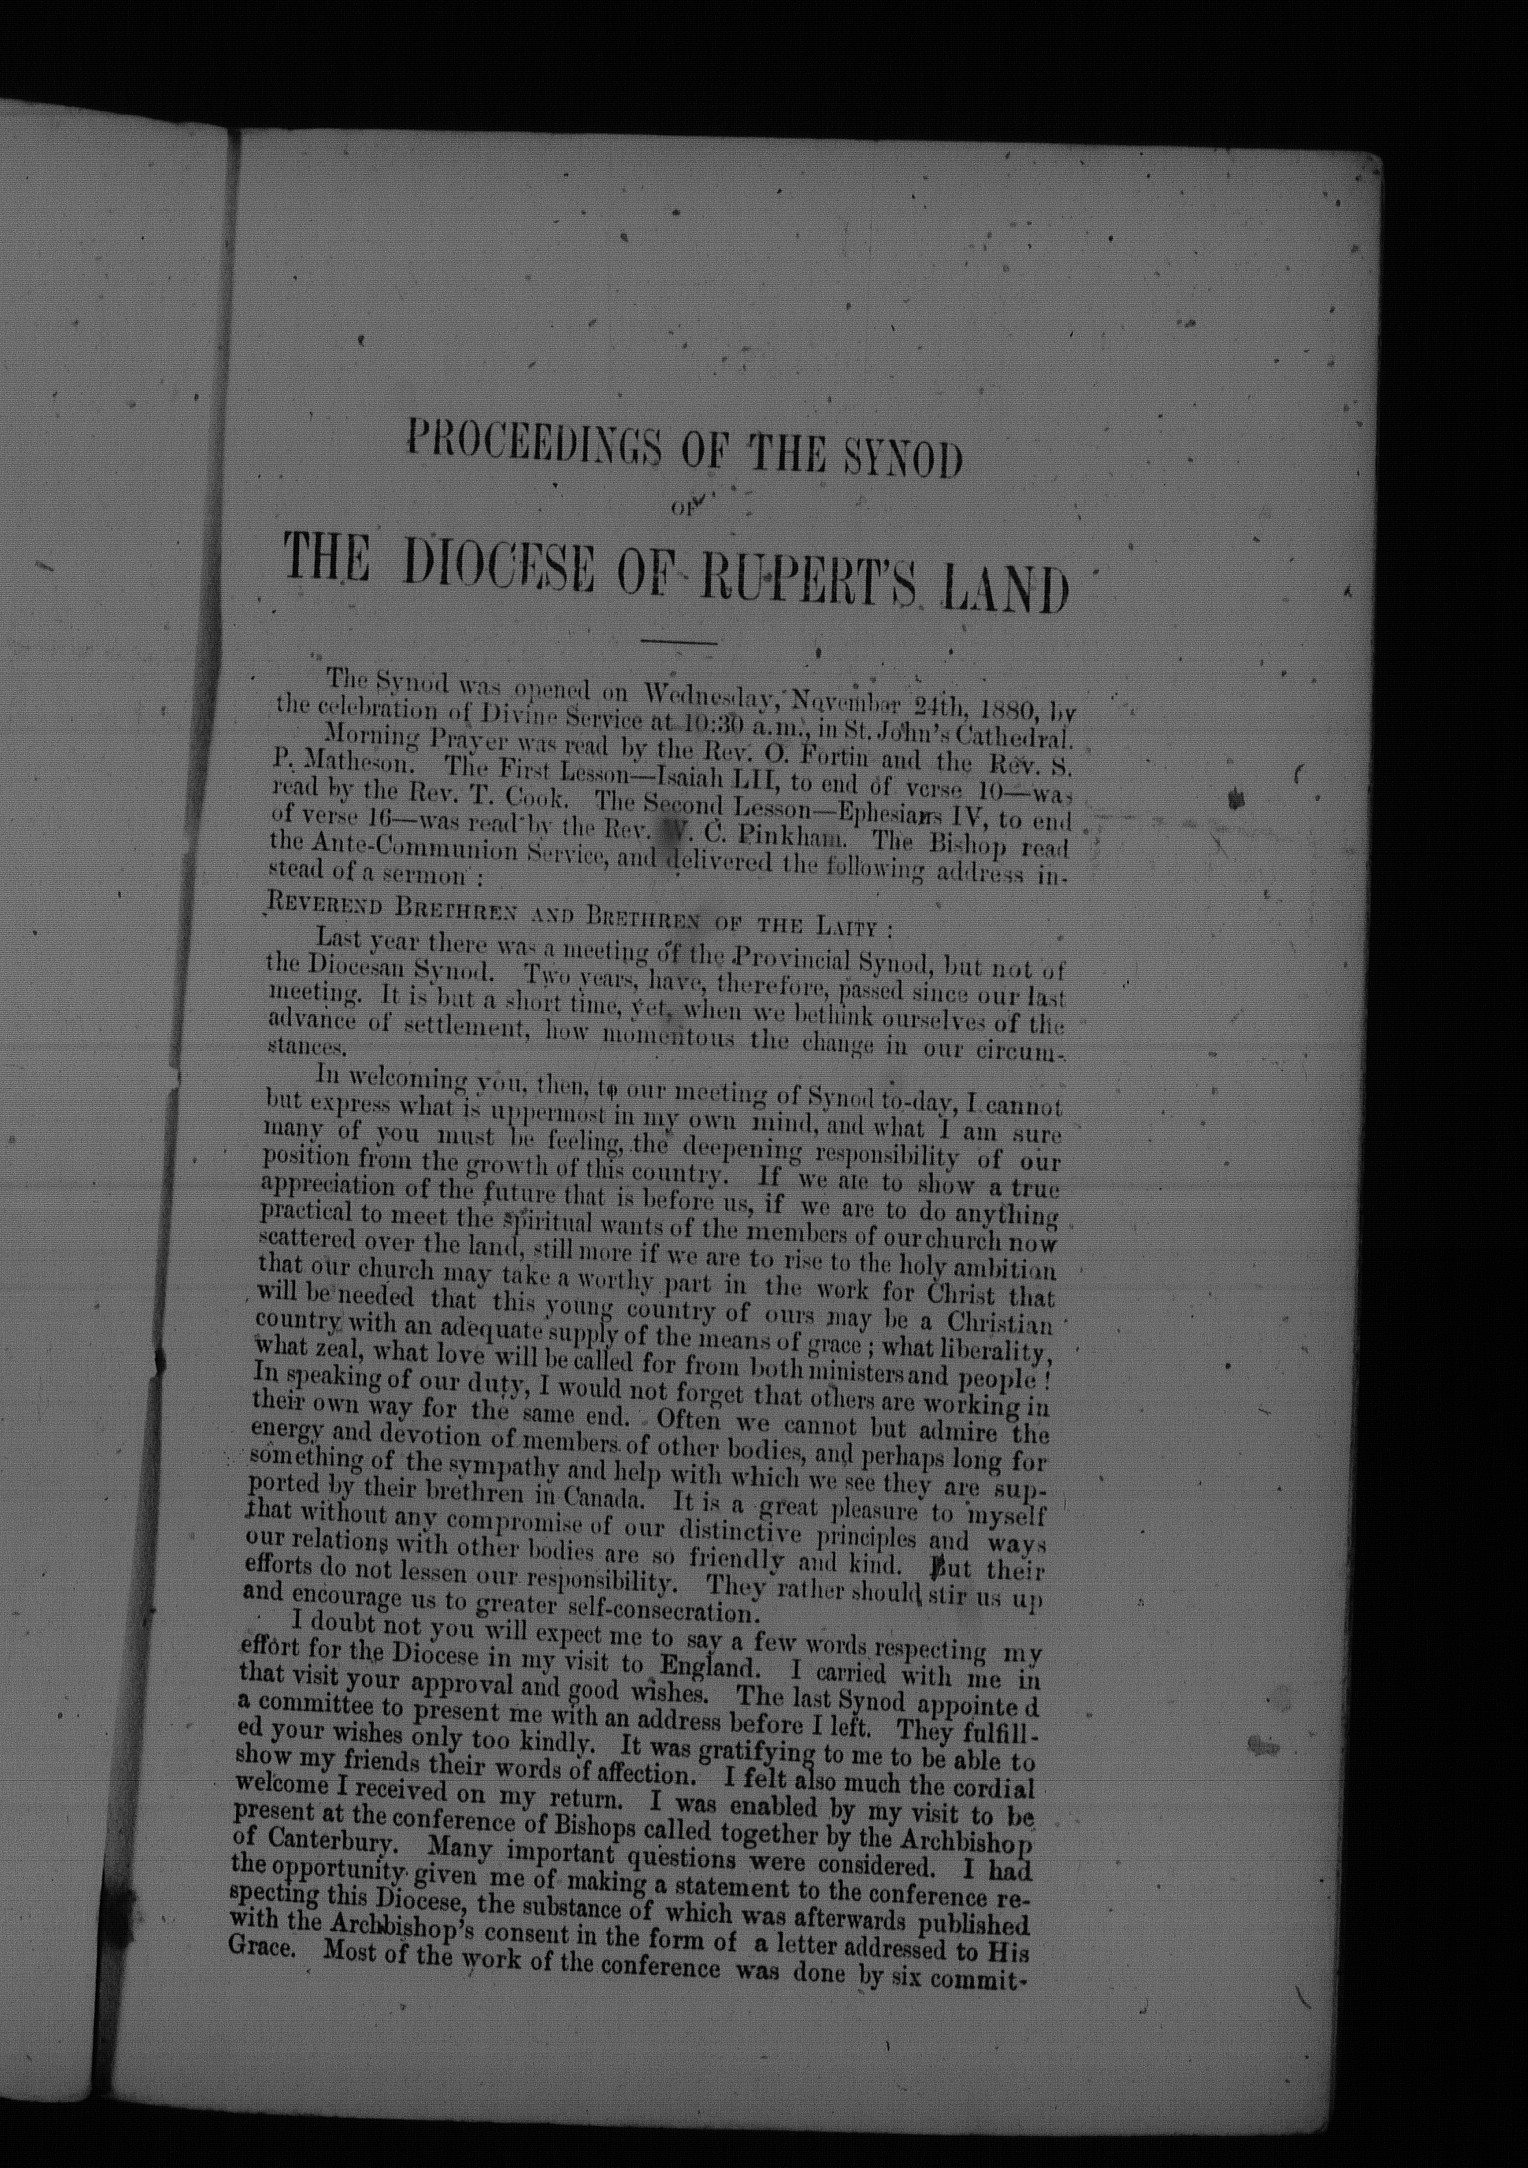 PROCEEDINGS OF THE SYNOD
OF
THE DIOCESE OF RUPERT'S LAND
The Synod was opened on Wednesday, November 24th, 1880, by
the celebration of Divine Service at 10:30 a.m., in St. John's Cathedral.
Morning Prayer was read by the Rev. O. Fortin and the Rev. S.
P. Matheson. The First Lesson—Isaiah LII, to end of verse 10—was
read by the Rev. T. Cook. The Second Lesson—Ephesians IV, to end
of verse 16—was read by the Rev. W. C. Pinkham. The Bishop read
the Ante-Communion Service, and delivered the following address in-
stead of a sermon :
REVEREND BRETHREN AND BRETHREN OF THE LAITY :
Last year there was a meeting of the Provincial Synod, but not of
the Diocesan Synod. Two years, have, therefore, passed since our last
meeting. It is but a short time, yet, when we bethink ourselves of the
advance of settlement, how momentous the change in our circum-
stances.
In welcoming you, then, to our meeting of Synod to-day, I cannot
but express what is uppermost in my own mind, and what I am sure
many of you must be feeling, the deepening responsibility of our
position from the growth of this country. If we are to show a true
appreciation of the future that is before us, if we are to do anything
practical to meet the spiritual wants of the members of our church now
scattered over the land, still more if we are to rise to the holy ambition
that our church may take a worthy part in the work for Christ that
will be needed that this young country of ours may be a Christian
country with an adequate supply of the means of grace ; what liberality,
what zeal, what love will be called for from both ministers and people !
In speaking of our duty, I would not forget that others are working in
their own way for the same end. Often we cannot but admire the
energy and devotion of members of other bodies, and perhaps long for
something of the sympathy and help with which we see they are sup-
ported by their brethren in Canada. It is a great pleasure to myself
that without any compromise of our distinctive principles and ways
our relations with other bodies are so friendly and kind. But their
efforts do not lessen our responsibility. They rather should stir us up
and encourage us to greater self-consecration.
I doubt not you will expect me to say a few words respecting my
effort for the Diocese in my visit to England. I carried with me in
that visit your approval and good wishes. The last Synod appointe d
a committee to present me with an address before I left. They fulfill-
ed your wishes only too kindly. It was gratifying to me to be able to
show my friends their words of affection. I felt also much the cordial
welcome I received on my return. I was enabled by my visit to be
present at the conference of Bishops called together by the Archbishop
of Canterbury. Many important questions were considered. I had
the opportunity given me of making a statement to the conference re-
specting this Diocese, the substance of which was afterwards published
with the Archbishop's consent in the form of a letter addressed to His
Grace. Most of the work of the conference was done by six commit-